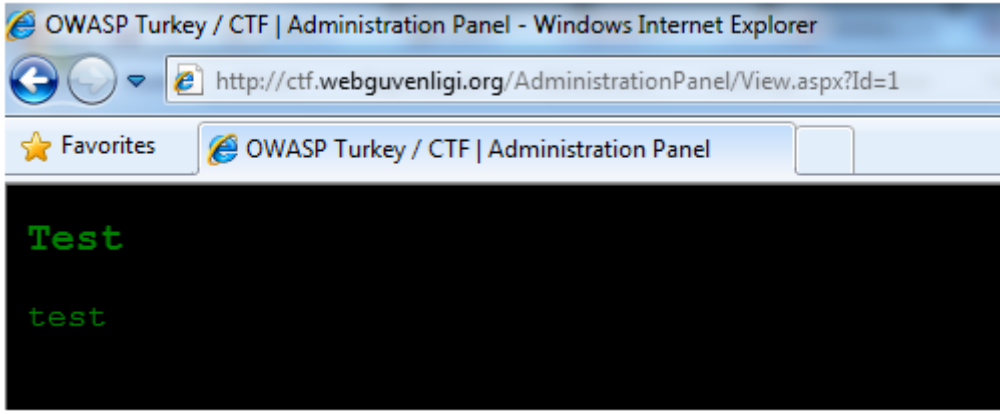 OWASP Turkey / CTF | Administration Panel - Windows Internet Explorer
http://ctf.webguvenligi.org/AdministrationPanel/View.aspx?Id=1
Favorites OWASP Turkey / CTF | Administration Panel
Test
test